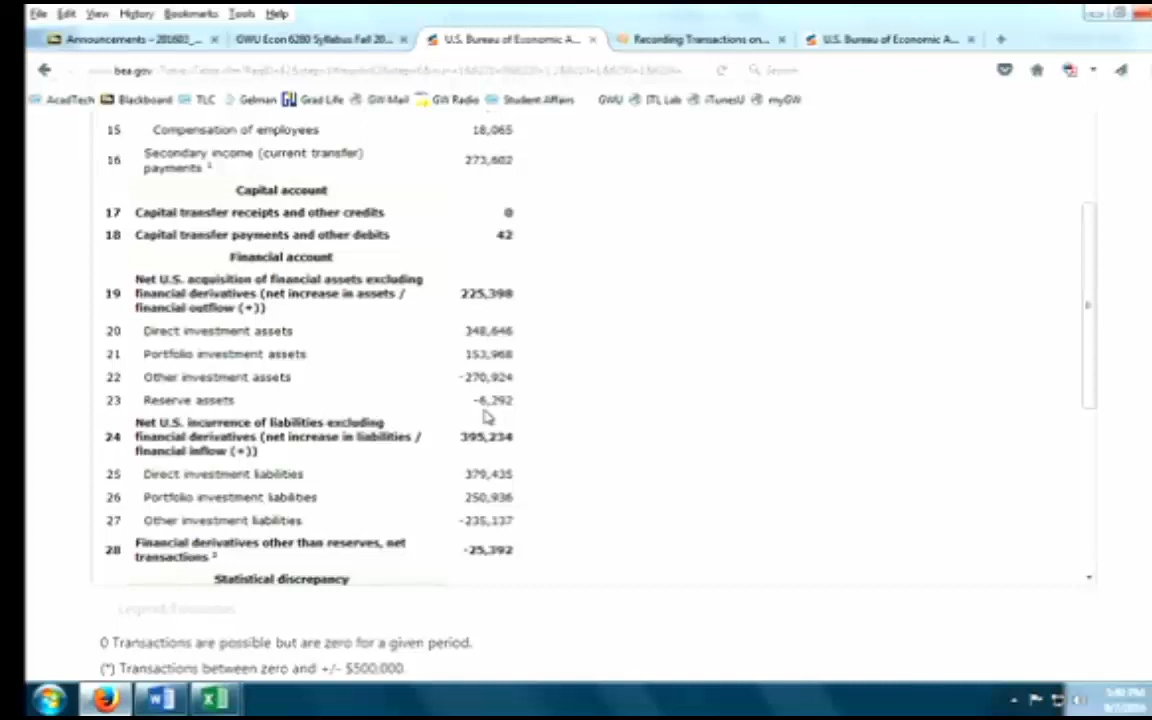 File Edit View History Bookmarks Tools Help
Announcements – 201603_... × GWU Econ 6280 Syllabus Fall 20... × U.S. Bureau of Economic A... × Recording Transactions on... × U.S. Bureau of Economic A... × +
bea.gov Search
AcadTech Blackboard TLC Gelman Grad Life GW Mail GW Radio Student Affairs GWU ITL Lab iTunesU myGW
15 Compensation of employees 18,065
16 Secondary income (current transfer) payments 1 273,602
Capital account
17 Capital transfer receipts and other credits 0
18 Capital transfer payments and other debits 42
Financial account
Net U.S. acquisition of financial assets excluding
19 financial derivatives (net increase in assets / 225,398
financial outflow (+))
20 Direct investment assets 348,646
21 Portfolio investment assets 153,968
22 Other investment assets -270,924
23 Reserve assets -6,292
Net U.S. incurrence of liabilities excluding
24 financial derivatives (net increase in liabilities / 395,234
financial inflow (+))
25 Direct investment liabilities 379,435
26 Portfolio investment liabilities 250,936
27 Other investment liabilities -235,137
28 Financial derivatives other than reserves, net transactions 2 -25,392
Statistical discrepancy
Legend/Footnotes
0 Transactions are possible but are zero for a given period.
(*) Transactions between zero and +/- $500,000.